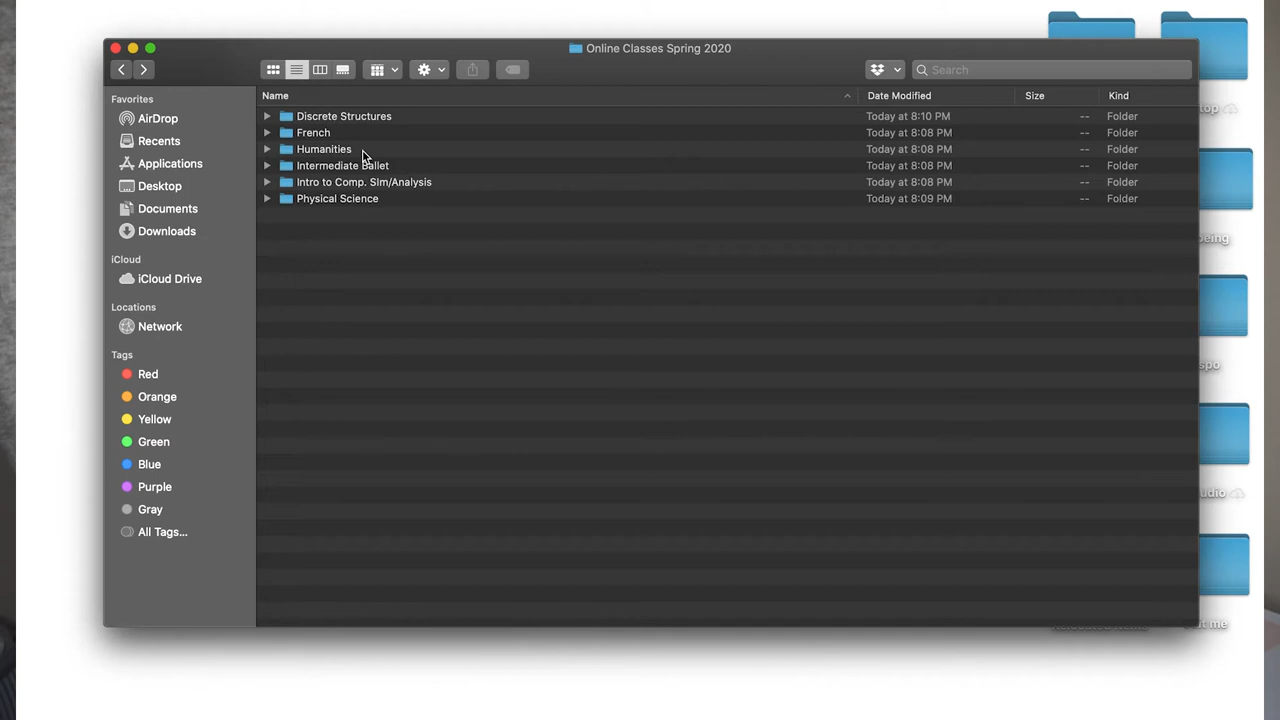 Online Classes Spring 2020
Search
Favorites
AirDrop
Recents
Applications
Desktop
Documents
Downloads
iCloud
iCloud Drive
Locations
Network
Tags
Red
Orange
Yellow
Green
Blue
Purple
Gray
All Tags...
Name Date Modified Size Kind
Discrete Structures Today at 8:10 PM -- Folder
French Today at 8:08 PM -- Folder
Humanities Today at 8:08 PM -- Folder
Intermediate Ballet Today at 8:08 PM -- Folder
Intro to Comp. SIm/Analysis Today at 8:08 PM -- Folder
Physical Science Today at 8:09 PM -- Folder